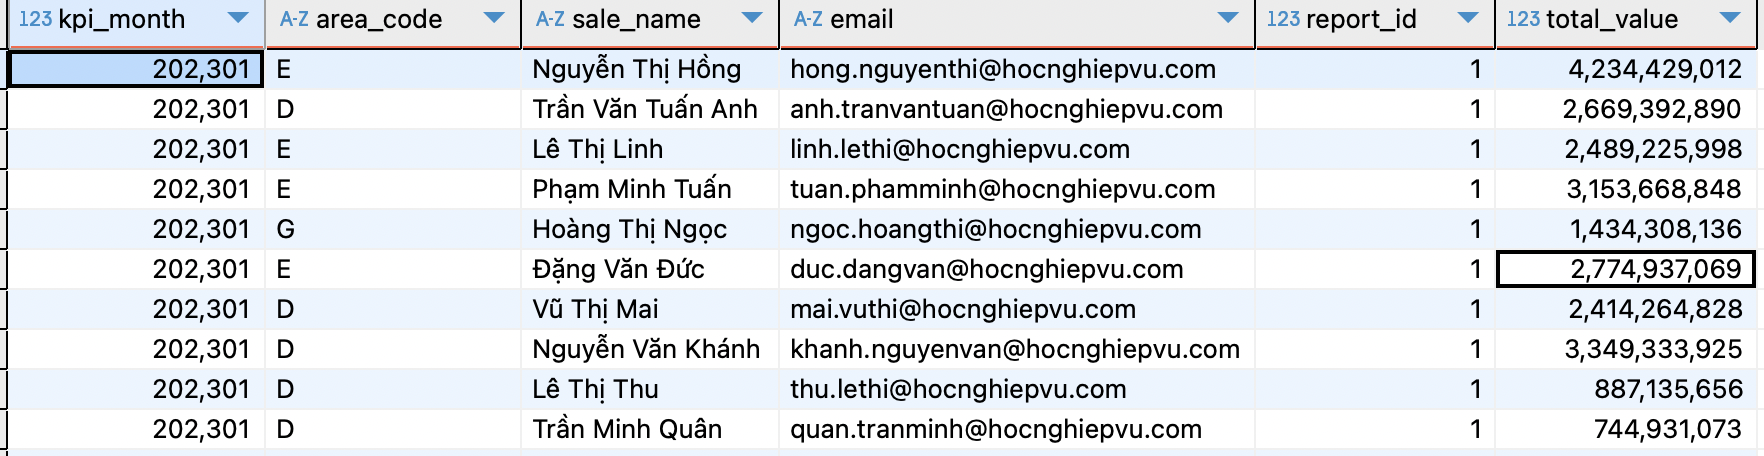 123 kpi_month A-Z area_code A-Z sale_name A-Z email 123 report_id 123 total_value
202,301 E Nguyễn Thị Hồng hong.nguyenthi@hocnghiepvu.com 1 4,234,429,012
202,301 D Trần Văn Tuấn Anh anh.tranvantuan@hocnghiepvu.com 1 2,669,392,890
202,301 E Lê Thị Linh linh.lethi@hocnghiepvu.com 1 2,489,225,998
202,301 E Phạm Minh Tuấn tuan.phamminh@hocnghiepvu.com 1 3,153,668,848
202,301 G Hoàng Thị Ngọc ngoc.hoangthi@hocnghiepvu.com 1 1,434,308,136
202,301 E Đặng Văn Đức duc.dangvan@hocnghiepvu.com 1 2,774,937,069
202,301 D Vũ Thị Mai mai.vuthi@hocnghiepvu.com 1 2,414,264,828
202,301 D Nguyễn Văn Khánh khanh.nguyenvan@hocnghiepvu.com 1 3,349,333,925
202,301 D Lê Thị Thu thu.lethi@hocnghiepvu.com 1 887,135,656
202,301 D Trần Minh Quân quan.tranminh@hocnghiepvu.com 1 744,931,073